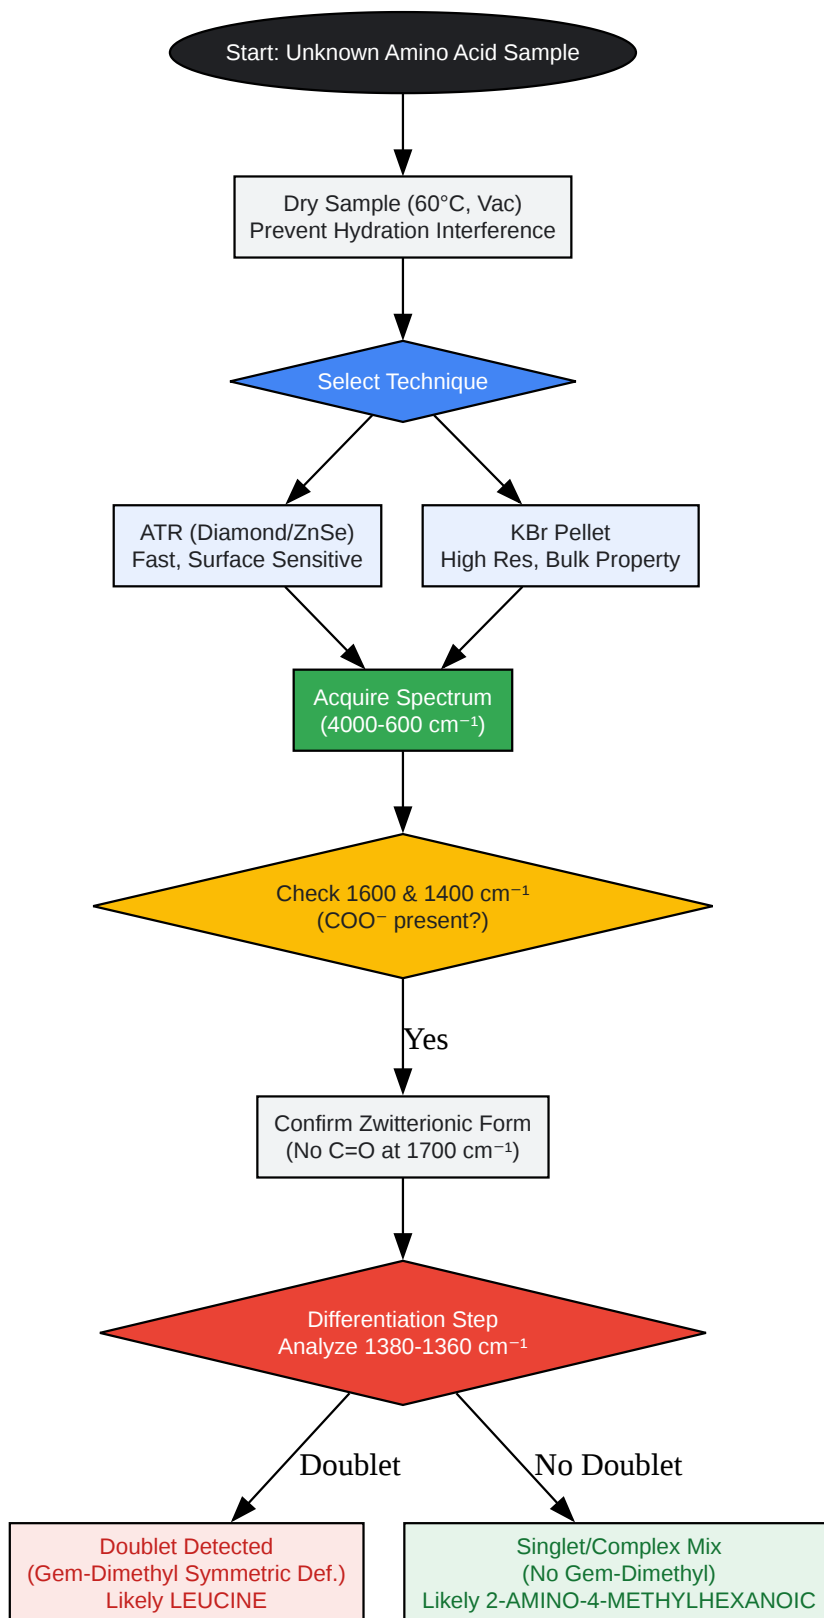 Start: Unknown Amino Acid Sample
Dry Sample (60°C, Vac)
Prevent Hydration Interference
Select Technique
ATR (Diamond/ZnSe)
Fast, Surface Sensitive
KBr Pellet
High Res, Bulk Property
Acquire Spectrum
(4000-600 cm⁻¹)
Check 1600 & 1400 cm⁻¹
(COO⁻ present?)
Yes
Confirm Zwitterionic Form
(No C=O at 1700 cm⁻¹)
Differentiation Step
Analyze 1380-1360 cm⁻¹
Doublet
No Doublet
Doublet Detected
(Gem-Dimethyl Symmetric Def.)
Likely LEUCINE
Singlet/Complex Mix
(No Gem-Dimethyl)
Likely 2-AMINO-4-METHYLHEXANOIC